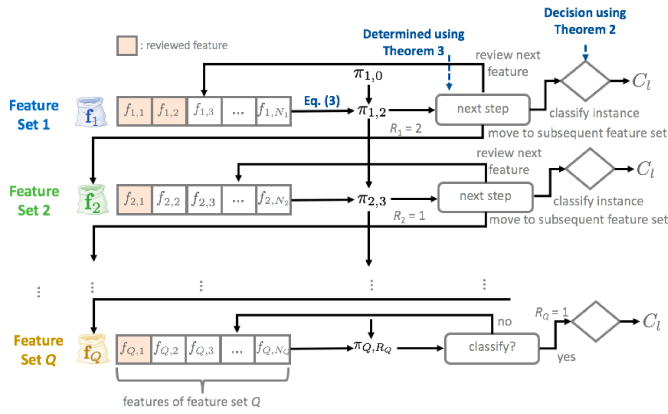 : reviewed feature
Determined using
Theorem 3
Decision using
Theorem 2
review next
feature
π1,0
Feature
Set 1
f1
f1,1 f1,2 f1,3 ... f1,N1
Eq. (3)
π1,2
R1 = 2
next step
Cl
classify instance
move to subsequent feature set
review next
feature
Feature
Set 2
f2
f2,1 f2,2 f2,3 ... f2,N2
π2,3
R2 = 1
next step
Cl
classify instance
move to subsequent feature set
⋮ ⋮ ⋮ ⋮ ⋮ ⋮ ⋮
Feature
Set Q
fQ
fQ,1 fQ,2 fQ,3 ... fQ,NQ
πQ,RQ
no
classify?
yes
RQ = 1
Cl
features of feature set Q